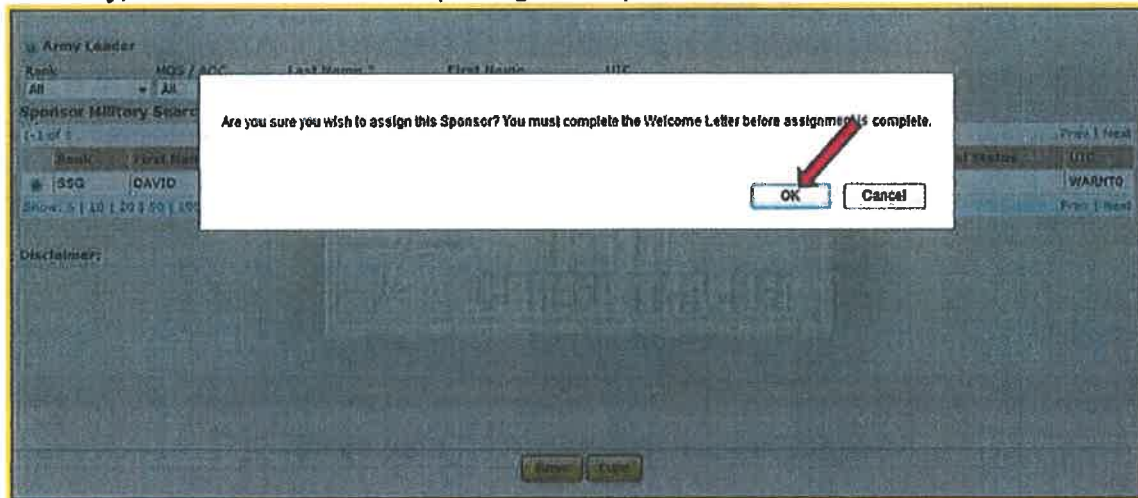 Army Leader
Rank MOS / AOC Last Name * First Name UIC
All All
Sponsor Military Search
1-1 of 1 Prev | Next
Rank First Name Status UIC
SSG DAVID WARNT0
Show: 5 | 10 | 20 | 50 | 100 Prev | Next
Are you sure you wish to assign this Sponsor? You must complete the Welcome Letter before assignment is complete.
OK Cancel
Disclaimer: